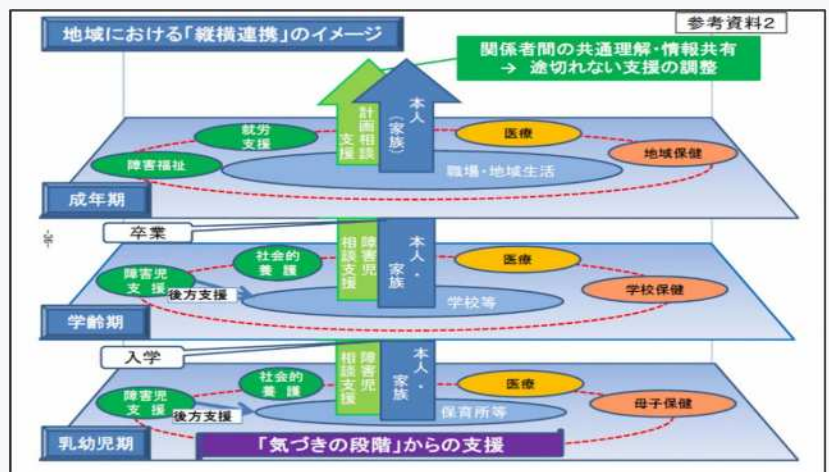 地域における「縦横連携」のイメージ
参考資料2
関係者間の共通理解・情報共有
→ 途切れない支援の調整
計画相談
支援
本人
（家族）
就労
支援
医療
障害福祉
職場・地域生活
地域保健
成年期
卒業
障害児
相談支援
本人・
家族
社会的
養護
医療
障害児
支援
後方支援
学校等
学校保健
学齢期
入学
障害児
相談支援
本人・
家族
社会的
養護
医療
障害児
支援
後方支援
保育所等
母子保健
乳幼児期
「気づきの段階」からの支援